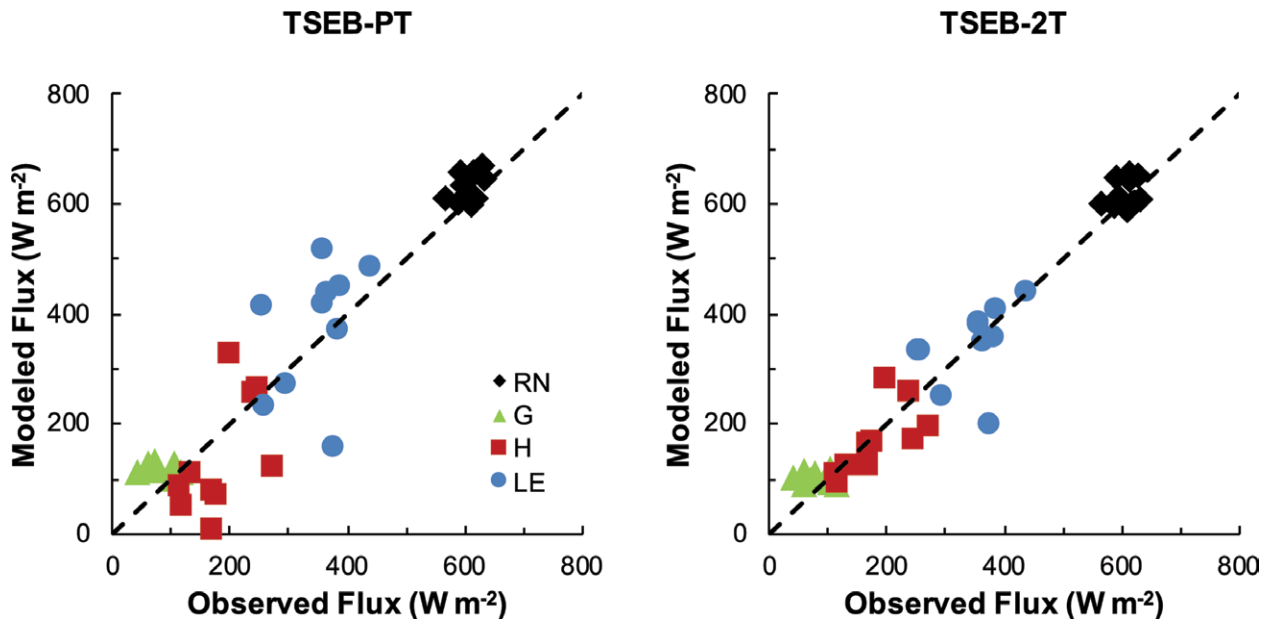 TSEB-PT
TSEB-2T
Modeled Flux (W m-2)
800
600
400
200
0
0 200 400 600 800
Observed Flux (W m-2)
RN
G
H
LE
Modeled Flux (W m-2)
800
600
400
200
0
0 200 400 600 800
Observed Flux (W m-2)